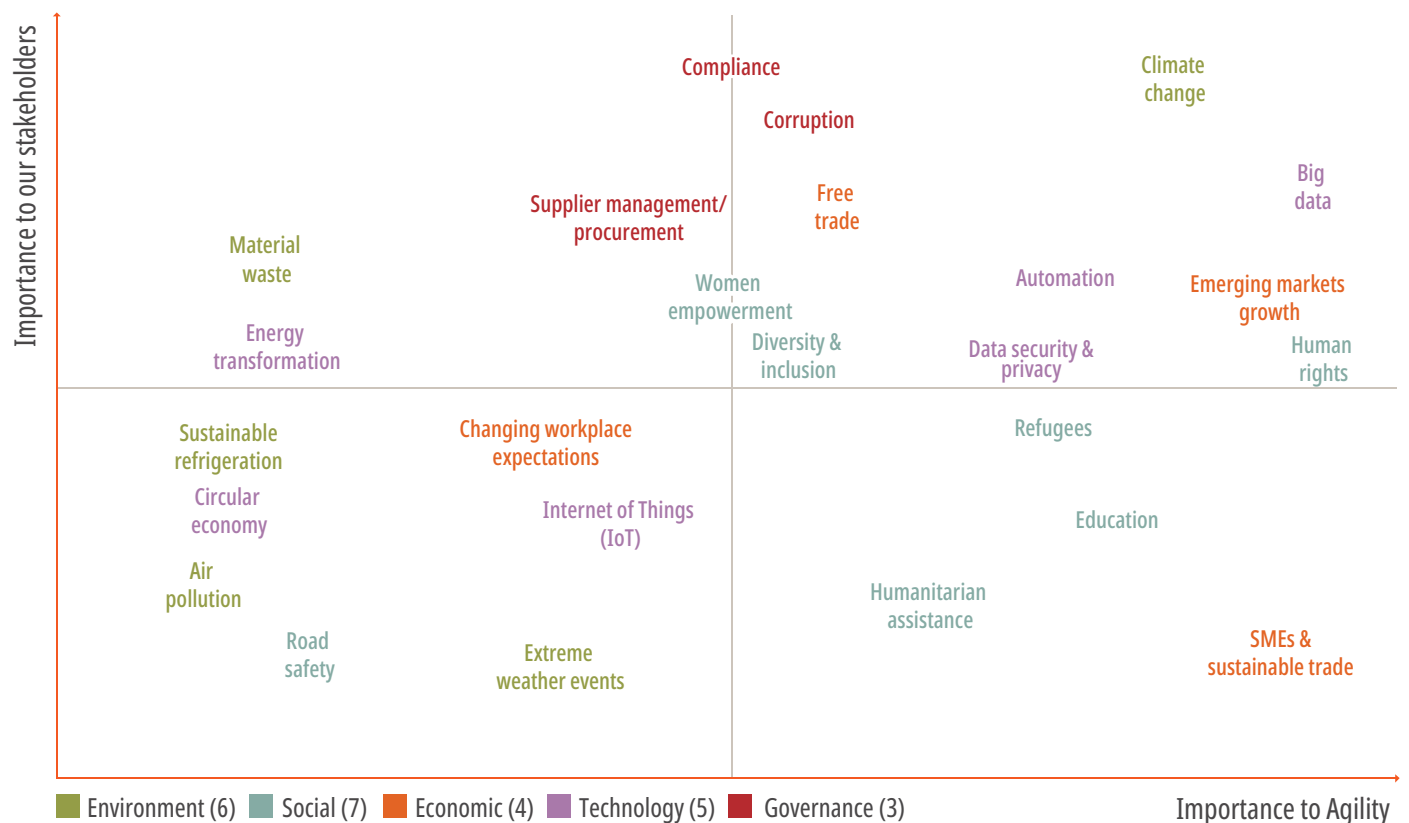 Importance to our stakeholders
Compliance
Climate
change
Corruption
Big
data
Free
trade
Supplier management/
procurement
Material
waste
Women
empowerment
Automation
Emerging markets
growth
Energy
transformation
Diversity &
inclusion
Data security &
privacy
Human
rights
Sustainable
refrigeration
Changing workplace
expectations
Refugees
Circular
economy
Internet of Things
(IoT)
Education
Air
pollution
Humanitarian
assistance
Road
safety
Extreme
weather events
SMEs &
sustainable trade
Environment (6) Social (7) Economic (4) Technology (5) Governance (3)
Importance to Agility